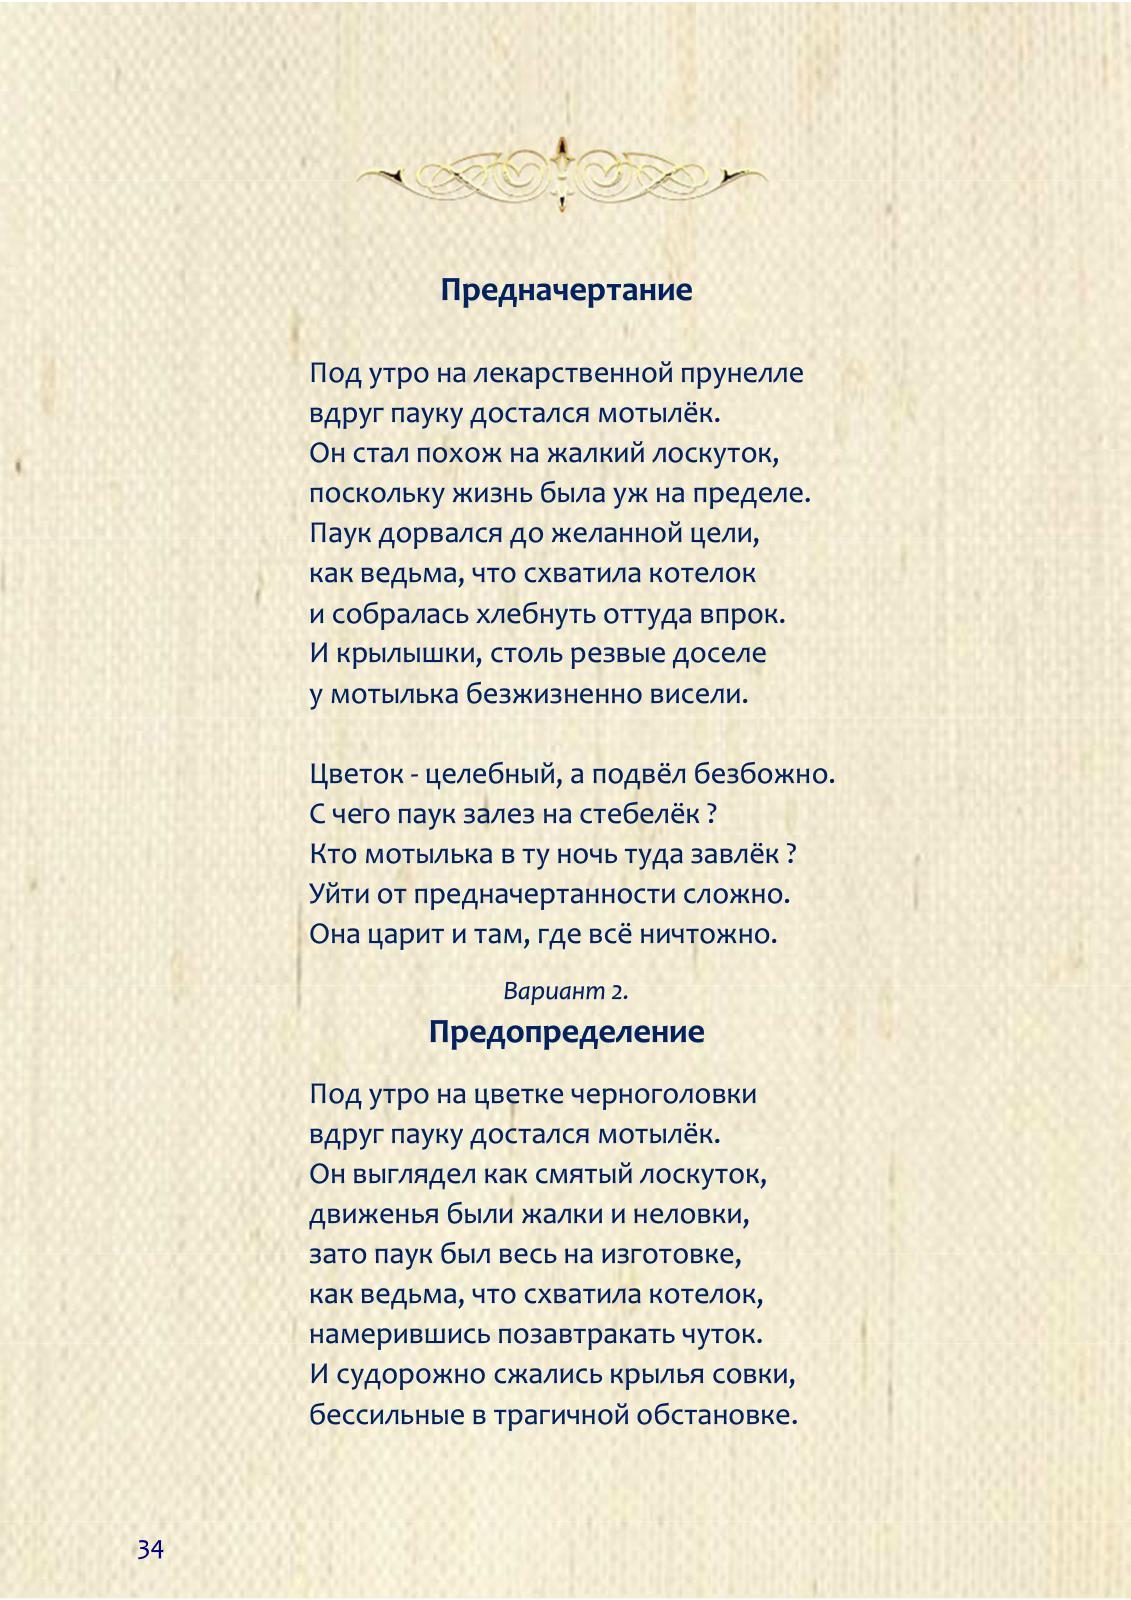 Предначертание
Под утро на лекарственной прунелле
вдруг пауку достался мотылёк.
Он стал похож на жалкий лоскуток,
поскольку жизнь была уж на пределе.
Паук дорвался до желанной цели,
как ведьма, что схватила котелок
и собралась хлебнуть оттуда впрок.
И крылышки, столь резвые доселе
у мотылька безжизненно висели.
Цветок - целебный, а подвёл безбожно.
С чего паук залез на стебелёк ?
Кто мотылька в ту ночь туда завлёк ?
Уйти от предначертанности сложно.
Она царит и там, где всё ничтожно.
Вариант 2.
Предопределение
Под утро на цветке черноголовки
вдруг пауку достался мотылёк.
Он выглядел как смятый лоскуток,
движенья были жалки и неловки,
зато паук был весь на изготовке,
как ведьма, что схватила котелок,
намерившись позавтракать чуток.
И судорожно сжались крылья совки,
бессильные в трагичной обстановке.
34